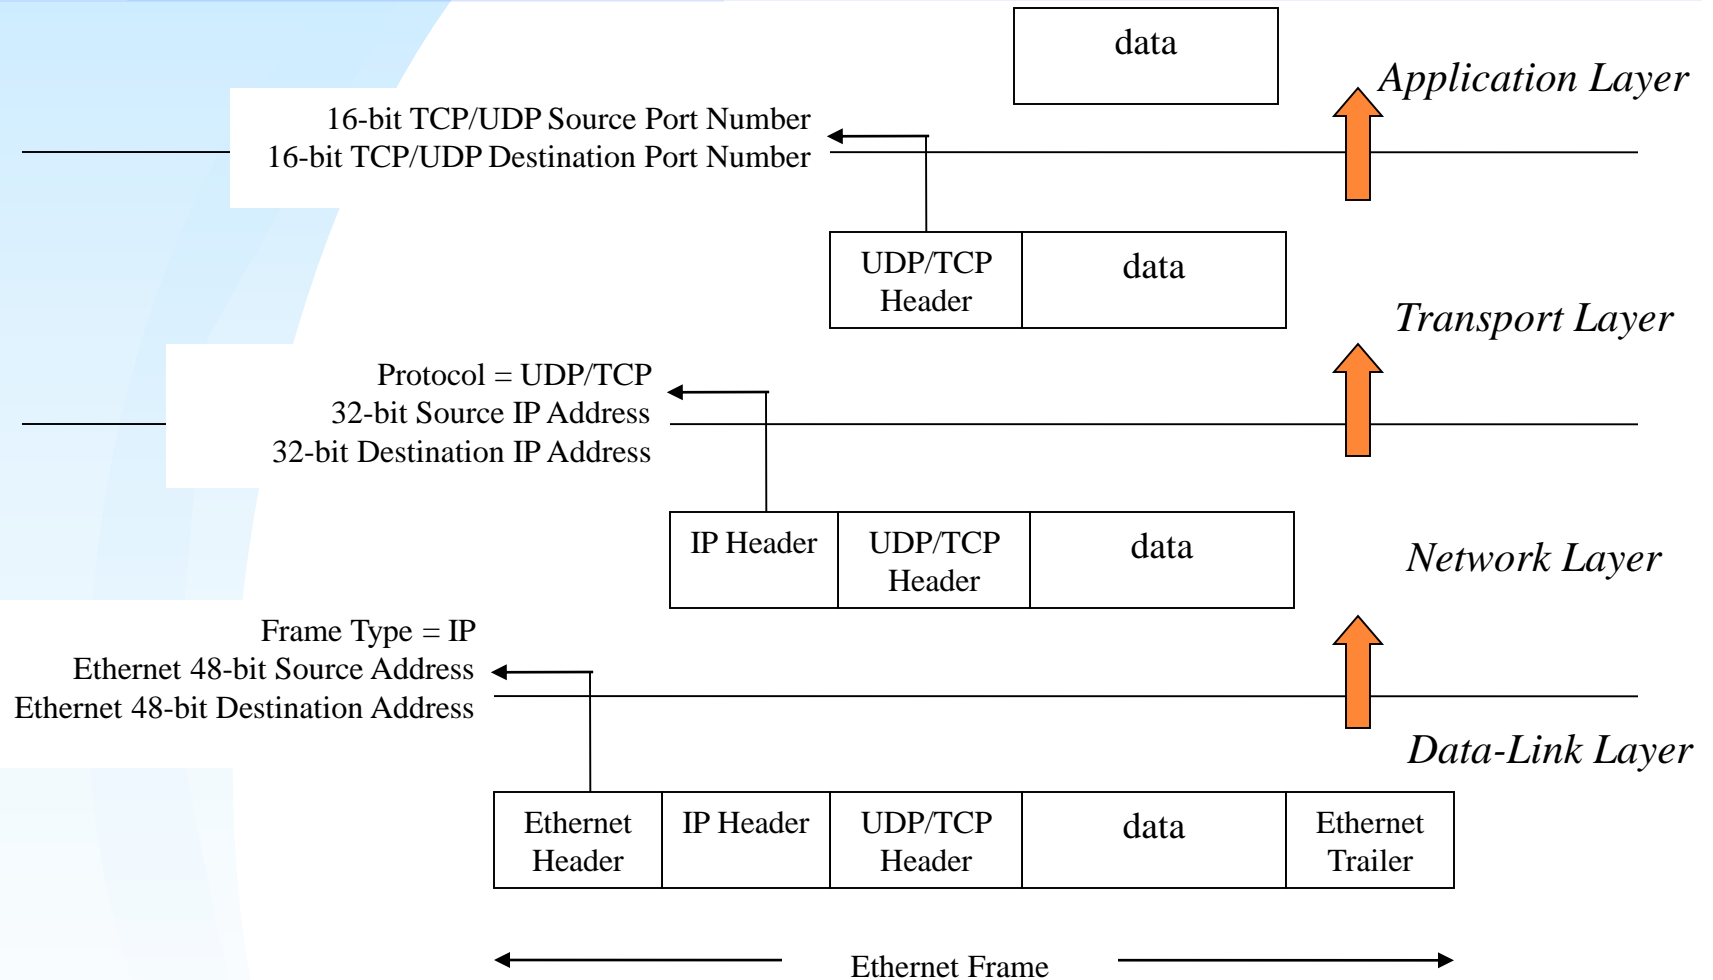 data
Application Layer
16-bit TCP/UDP Source Port Number
16-bit TCP/UDP Destination Port Number
UDP/TCP
Header
data
Transport Layer
Protocol = UDP/TCP
32-bit Source IP Address
32-bit Destination IP Address
IP Header
UDP/TCP
Header
data
Network Layer
Frame Type = IP
Ethernet 48-bit Source Address
Ethernet 48-bit Destination Address
Data-Link Layer
Ethernet
Header
IP Header
UDP/TCP
Header
data
Ethernet
Trailer
Ethernet Frame